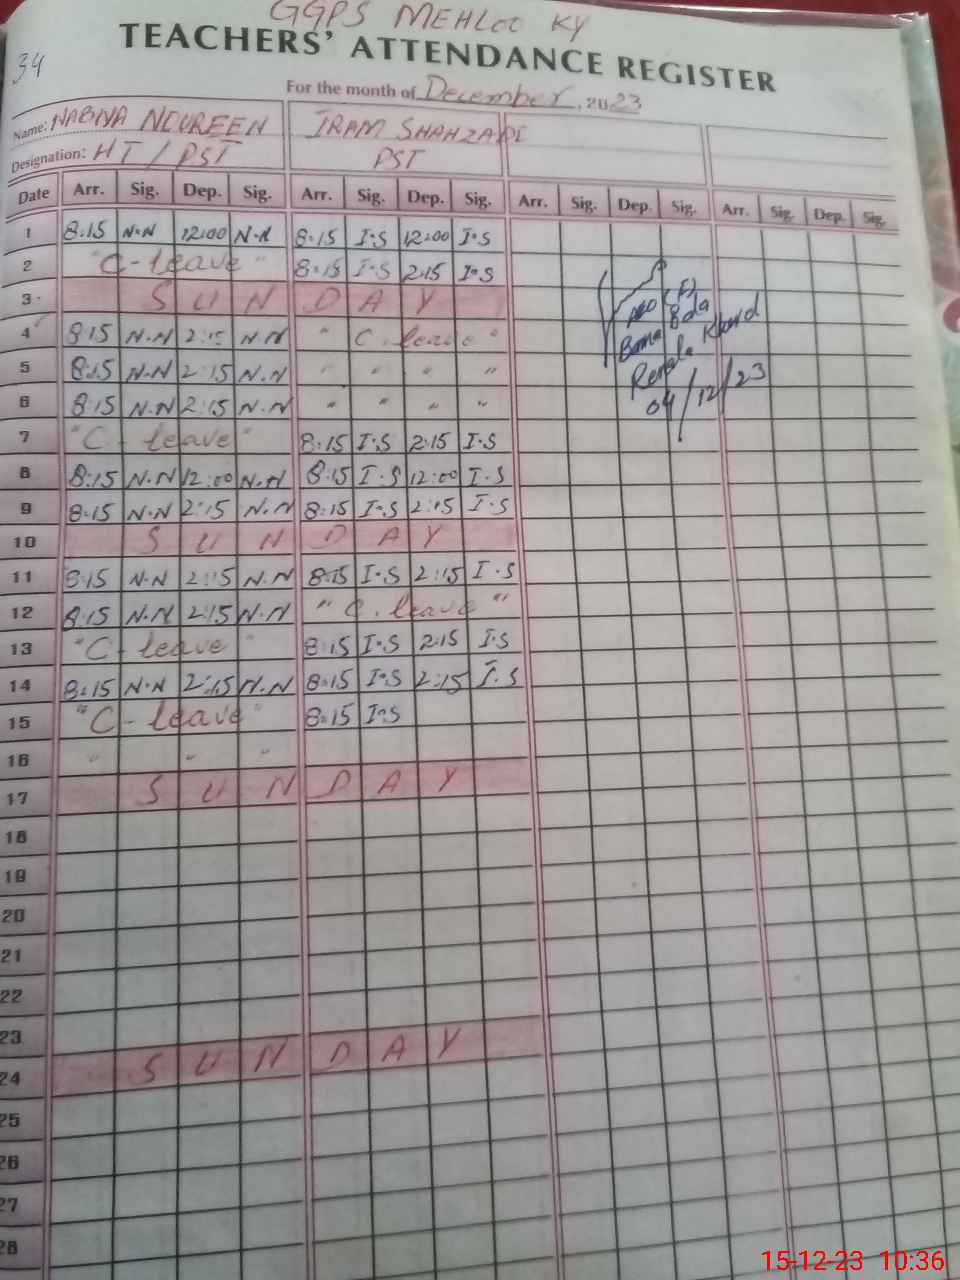 GGPS MEHLOO KY
TEACHERS' ATTENDANCE REGISTER
34
For the month of December, 2023
Name: NABIYA NOUREEN IRAM SHAHZADI
Designation: HT / PST PST
Date Arr. Sig. Dep. Sig. Arr. Sig. Dep. Sig. Arr. Sig. Dep. Sig. Arr. Sig. Dep. Sig.
1 8:15 N.N 12:00 N.N 8:15 I.S 12:00 I.S
2 "C-leave" 8:15 I.S 2:15 I.S
3 SUNDAY
4 8:15 N.N 2:15 N.N "C.leave"
5 8:15 N.N 2:15 N.N " " " "
6 8:15 N.N 2:15 N.N " " " "
7 "C-leave" 8:15 I.S 2:15 I.S
8 8:15 N.N 12:00 N.N 8:15 I.S 12:00 I.S
9 8:15 N.N 2:15 N.N 8:15 I.S 2:15 I.S
10 SUNDAY
11 8:15 N.N 2:15 N.N 8:15 I.S 2:15 I.S
12 8:15 N.N 2:15 N.N "C.leave"
13 "C-leave" 8:15 I.S 2:15 I.S
14 8:15 N.N 2:15 N.N 8:15 I.S 2:15 I.S
15 "C-leave" 8:15 I.S
16 " " "
17 SUNDAY
18
19
20
21
22
23
24 SUNDAY
25
26
27
28
AEO (F)
Bama Bala
Renala Khurd
04/12/23
15-12-23 10:36